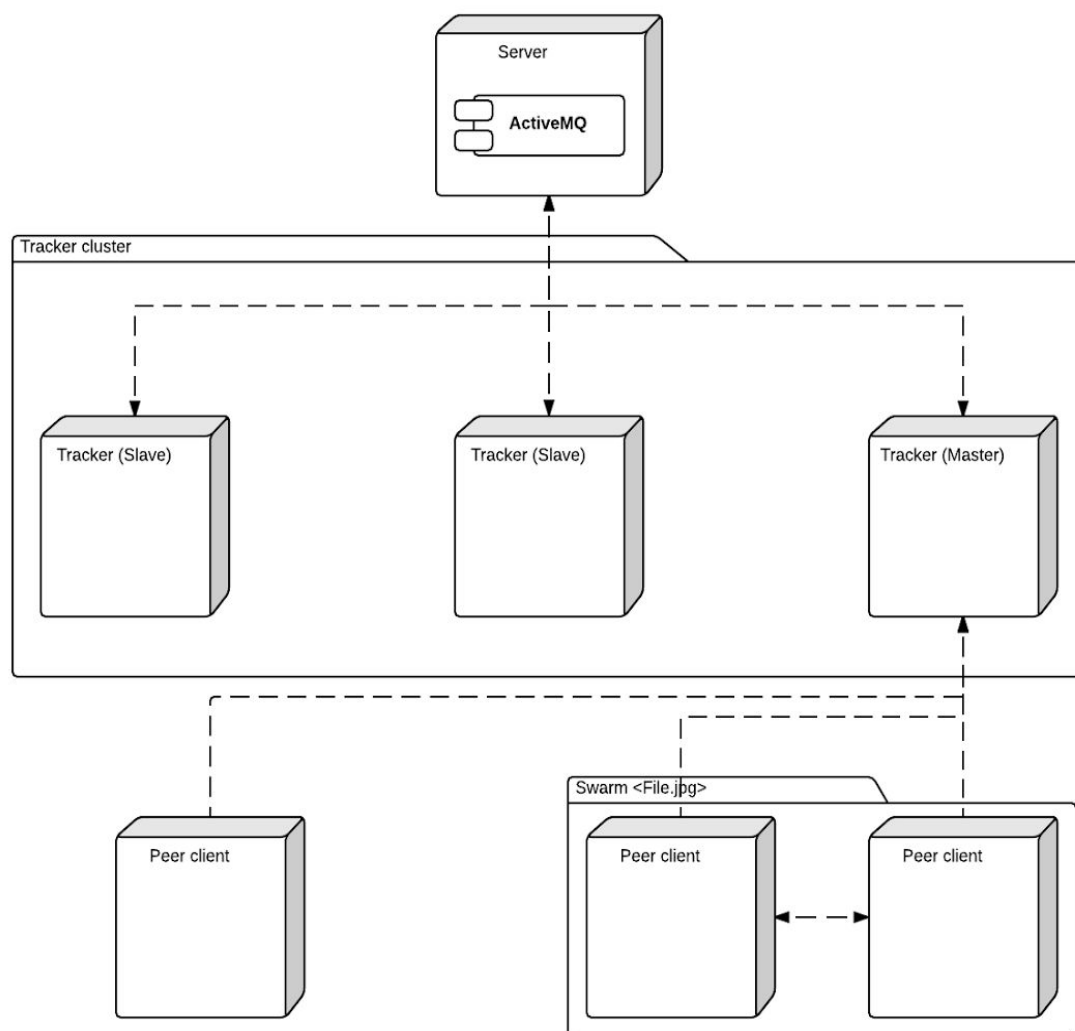 Server
ActiveMQ
Tracker cluster
Tracker (Slave)
Tracker (Slave)
Tracker (Master)
Swarm <File.jpg>
Peer client
Peer client
Peer client